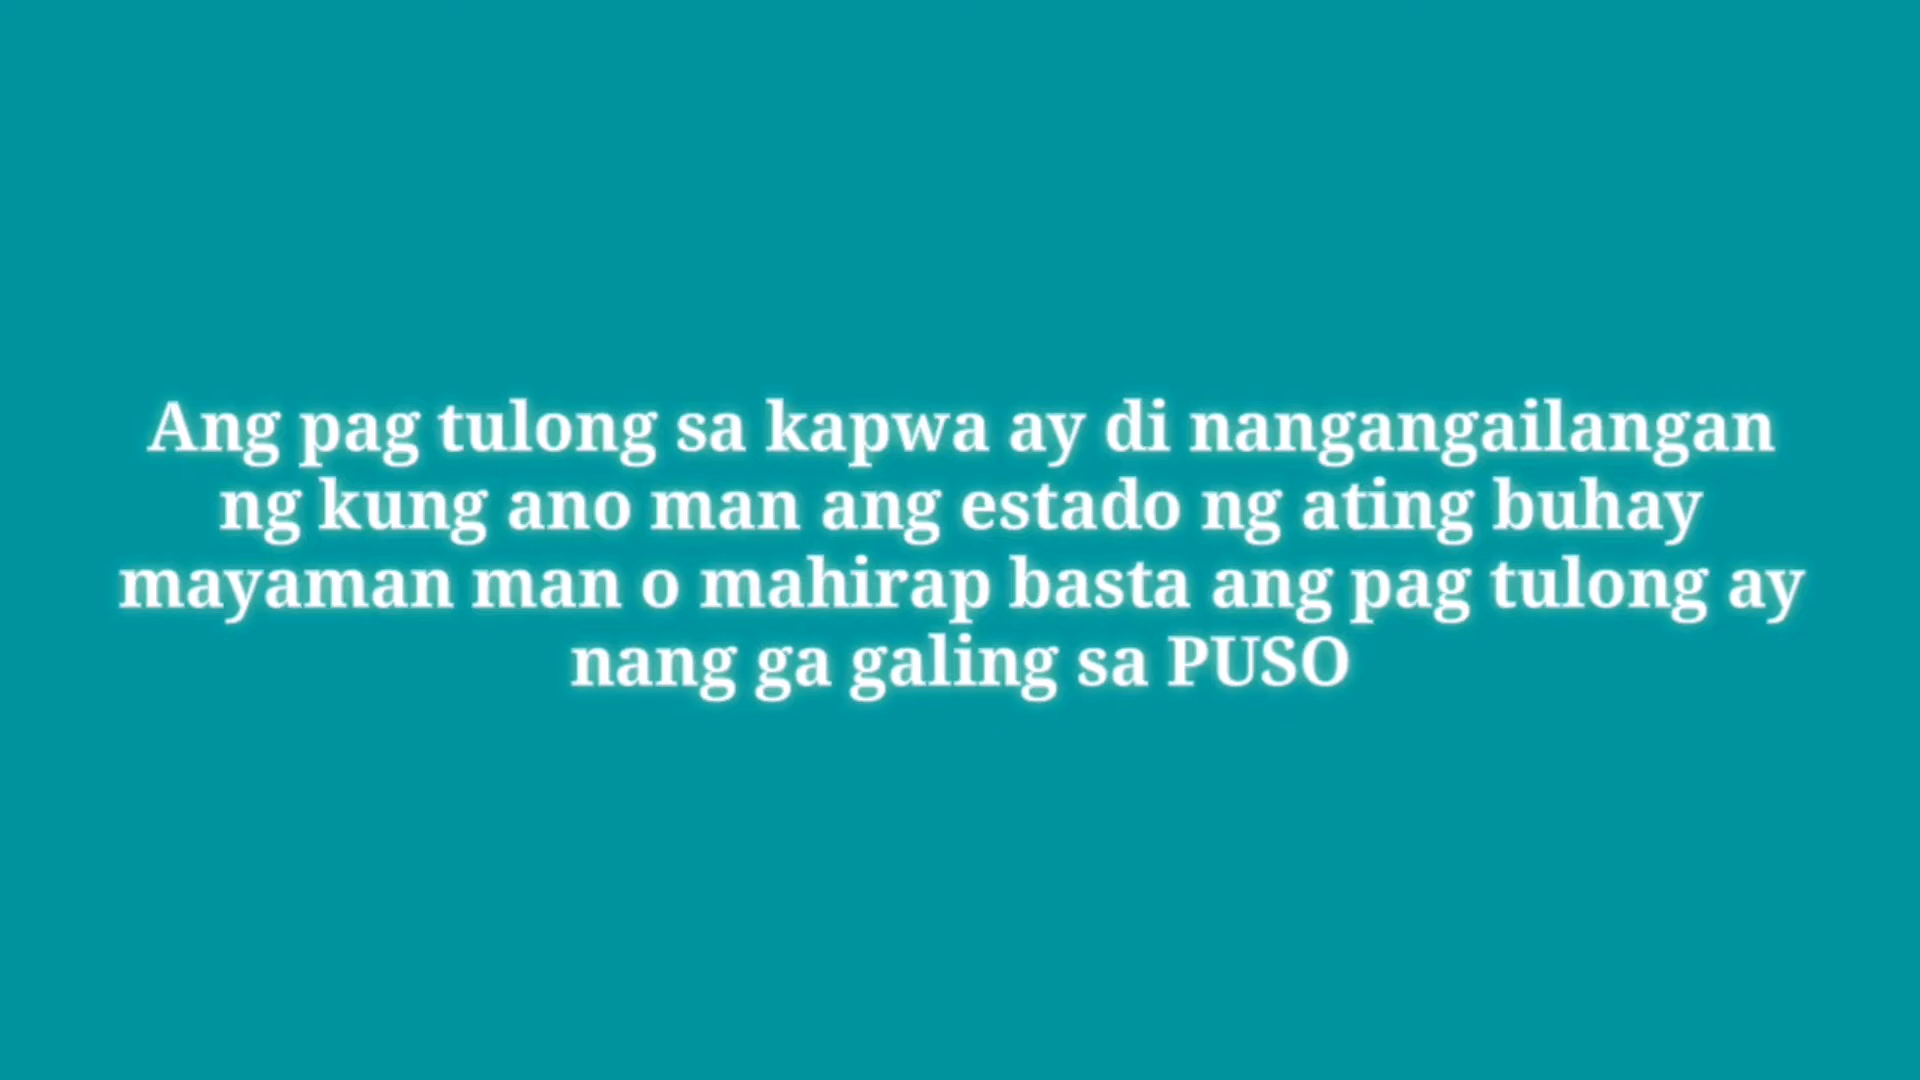 Ang pag tulong sa kapwa ay di nangangailangan
ng kung ano man ang estado ng ating buhay
mayaman man o mahirap basta ang pag tulong ay
nang ga galing sa PUSO